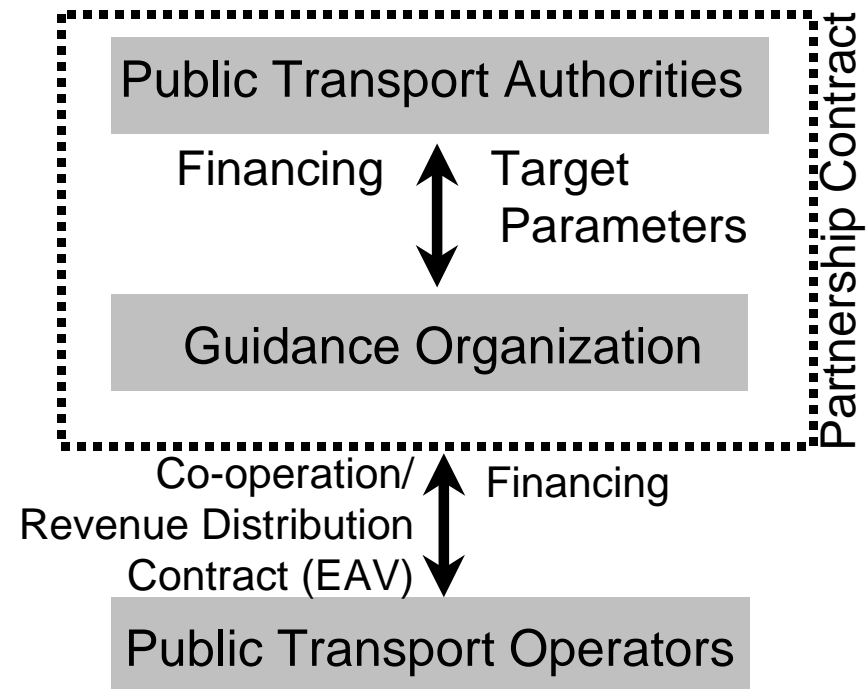 Public Transport Authorities
Financing
Target
Parameters
Guidance Organization
Partnership Contract
Co-operation/
Revenue Distribution
Contract (EAV)
Financing
Public Transport Operators